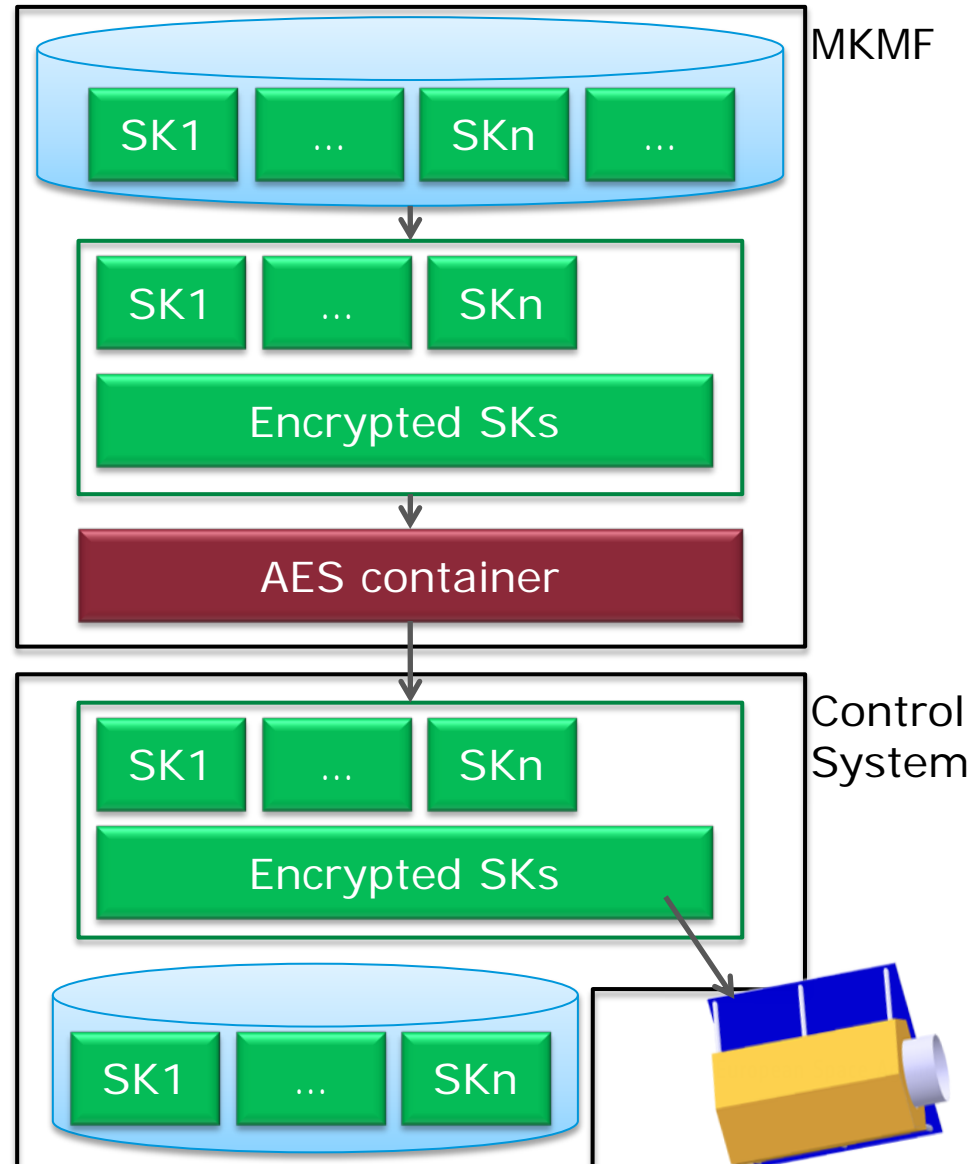 MKMF
SK1 ... SKn ...
SK1 ... SKn
Encrypted SKs
AES container
Control
System
SK1 ... SKn
Encrypted SKs
SK1 ... SKn